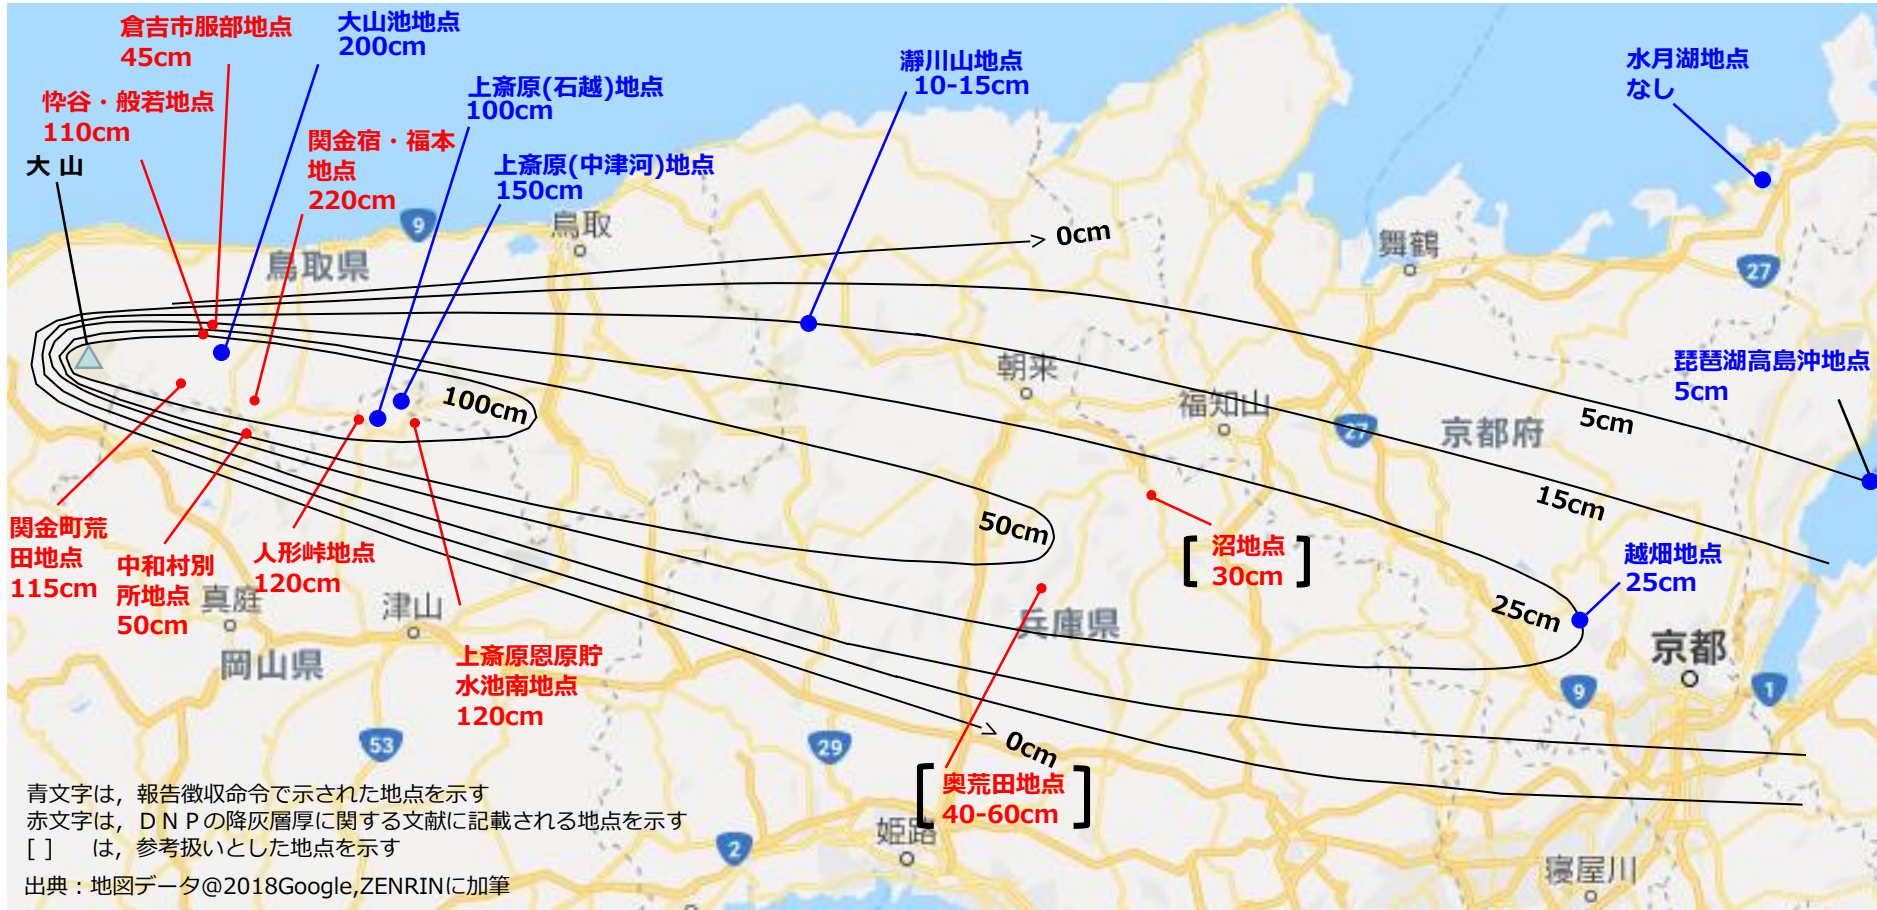 倉吉市服部地点
45cm
大山池地点
200cm
忰谷・般若地点
110cm
大 山
上斎原(石越)地点
100cm
関金宿・福本
地点
220cm
上斎原(中津河)地点
150cm
瀞川山地点
10-15cm
水月湖地点
なし
9
鳥取
鳥取県
> 0cm
舞鶴
27
朝来
福知山
27
京都府
琵琶湖高島沖地点
5cm
100cm
5cm
15cm
50cm
関金町荒
田地点
115cm
中和村別
所地点
50cm
人形峠地点
120cm
沼地点
30cm
越畑地点
25cm
25cm
真庭
津山
兵庫県
京都
岡山県
上斎原恩原貯
水池南地点
120cm
9
1
53
29
> 0cm
奥荒田地点
40-60cm
青文字は，報告徴収命令で示された地点を示す
赤文字は，ＤＮＰの降灰層厚に関する文献に記載される地点を示す
[ ] は，参考扱いとした地点を示す
出典：地図データ@2018Google,ZENRINに加筆
姫路
2
寝屋川